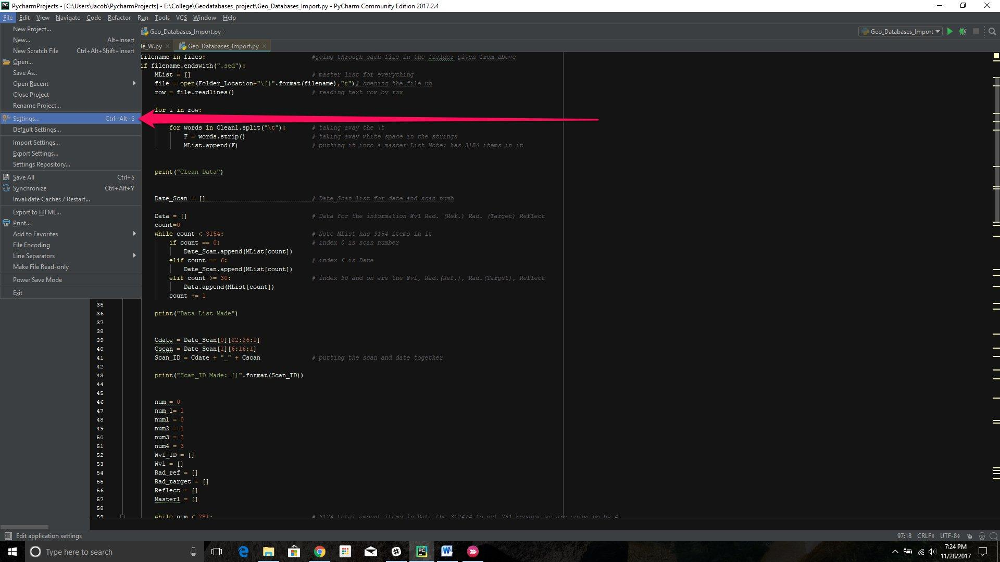 PycharmProjects - [C:\Users\Jacob\PycharmProjects] - E:\College\Geodatabases_project\Geo_Databases_Import.py - PyCharm Community Edition 2017.2.4
File Edit View Navigate Code Refactor Run Tools VCS Window Help
Geo_Databases_Import.py
Geo_Databases_Import
le_W.py
Geo_Databases_Import.py
New Project...
New... Alt+Insert
New Scratch File Ctrl+Alt+Shift+Insert
Open...
Save As..
Open Recent
Close Project
Rename Project...
Settings... Ctrl+Alt+S
Default Settings...
Import Settings...
Export Settings...
Settings Repository...
Save All Ctrl+S
Synchronize Ctrl+Alt+Y
Invalidate Caches / Restart...
Export to HTML...
Print...
Add to Favorites
File Encoding
Line Separators
Make File Read-only
Power Save Mode
Exit
filename in files: #going through each file in the flolder given from above
if filename.endswith(".sed"):
MList = [] # master list for everything
file = open(Folder_Location+"\{}".format(filename),"r")# opening the file up
row = file.readlines() # reading text row by row
for i in row:
for words in Clean1.split("\t"): # taking away the \t
F = words.strip() # taking away white space in the strings
MList.append(F) # putting it into a master List Note: has 3154 items in it
print("Clean Data")
Date_Scan = [] # Date_Scan list for date and scan numb
Data = [] # Data for the information Wvl Rad. (Ref.) Rad. (Target) Reflect
count=0
while count < 3154: # Note MList has 3154 items in it
if count == 0: # index 0 is scan number
Date_Scan.append(MList[count])
elif count == 6: # index 6 is Date
Date_Scan.append(MList[count])
elif count >= 30: # index 30 and on are the Wvl, Rad.(Ref.), Rad.(Target), Reflect
Data.append(MList[count])
count += 1
35
36 print("Data List Made")
37
38
39 Cdate = Date_Scan[0][22:26:1]
40 Cscan = Date_Scan[1][6:16:1]
41 Scan_ID = Cdate + "_" + Cscan # putting the scan and date together
42
43 print("Scan_ID Made: {}".format(Scan_ID))
44
45
46 num = 0
47 num_1= 1
48 num1 = 0
49 num2 = 1
50 num3 = 2
51 num4 = 3
52 Wvl_ID = []
53 Wvl = []
54 Rad_ref = []
55 Rad_target = []
56 Reflect = []
57 Master1 = []
58
59 while num < 781: # 3124 total amount items in Data the 3124/4 to get 781 because we are going up by 4
Edit application settings
97:18 CRLF UTF-8
Type here to search
7:24 PM
11/28/2017